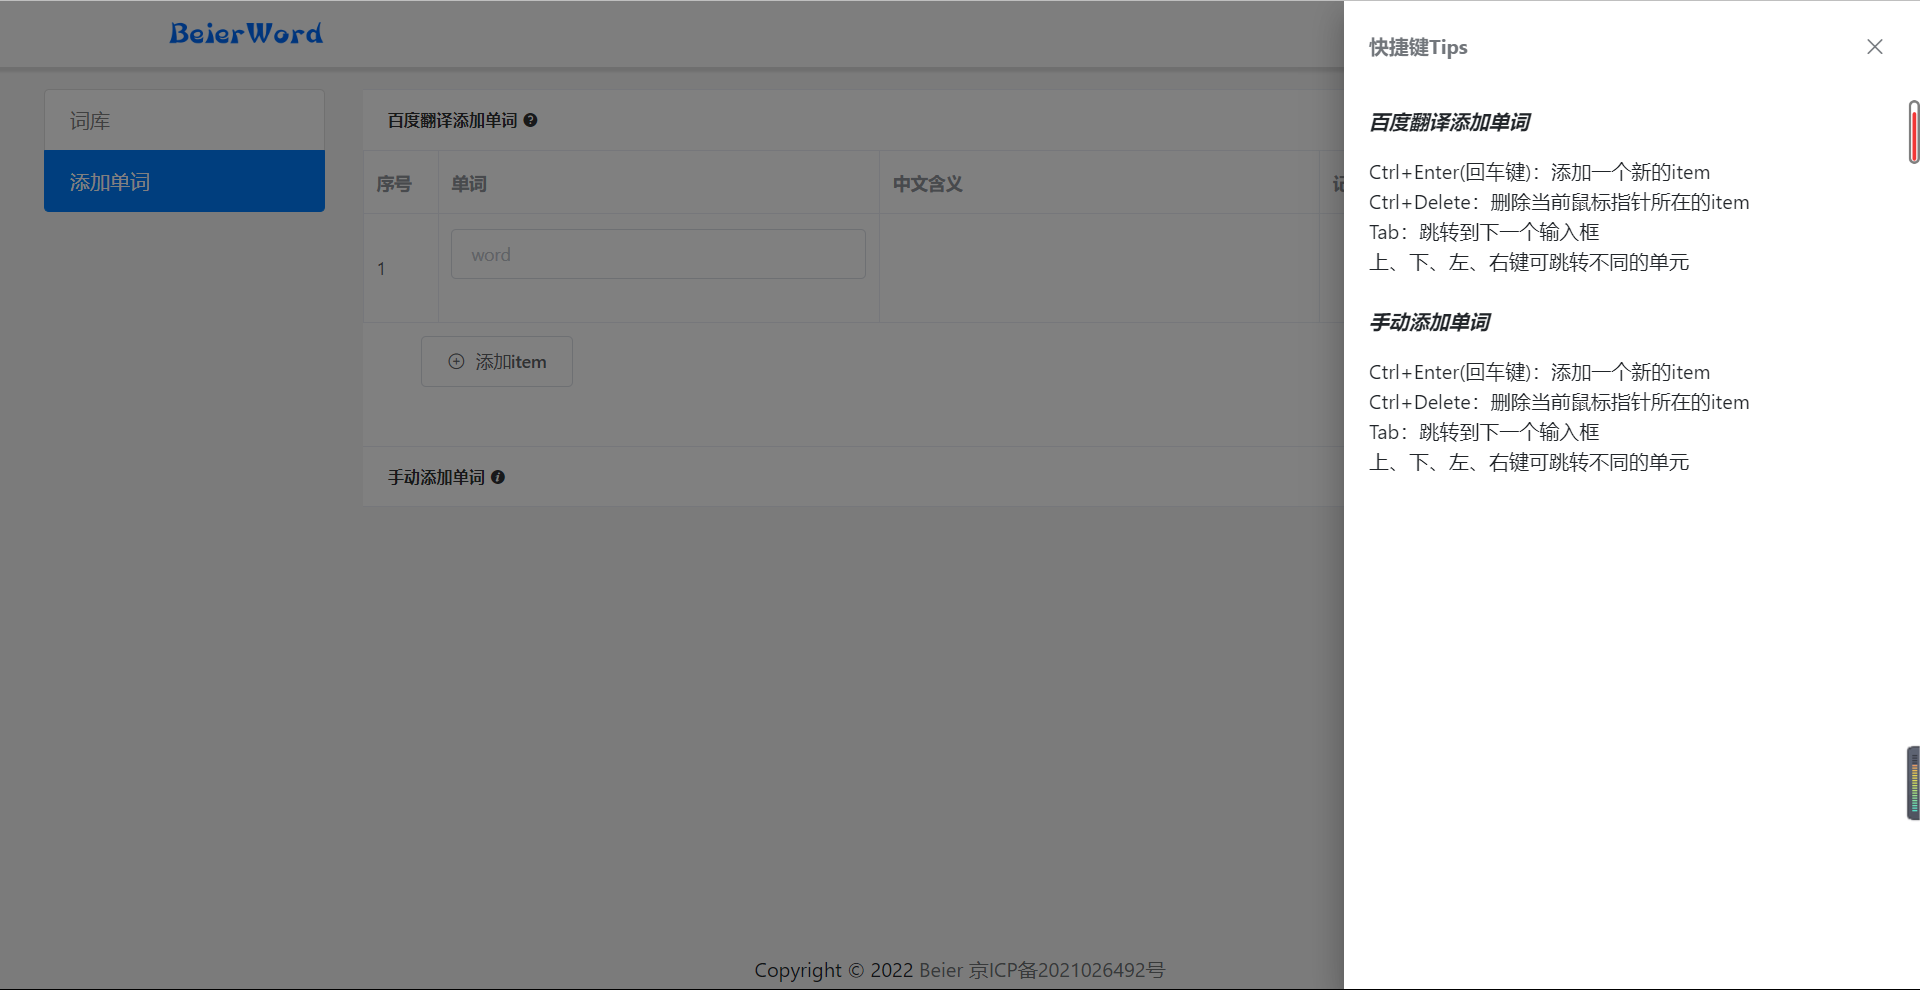 BeierWord
词库
添加单词
百度翻译添加单词
序号
单词
中文含义
1
word
添加item
手动添加单词
Copyright © 2022 Beier 京ICP备2021026492号
快捷键Tips
百度翻译添加单词
Ctrl+Enter(回车键)：添加一个新的item
Ctrl+Delete：删除当前鼠标指针所在的item
Tab：跳转到下一个输入框
上、下、左、右键可跳转不同的单元
手动添加单词
Ctrl+Enter(回车键)：添加一个新的item
Ctrl+Delete：删除当前鼠标指针所在的item
Tab：跳转到下一个输入框
上、下、左、右键可跳转不同的单元